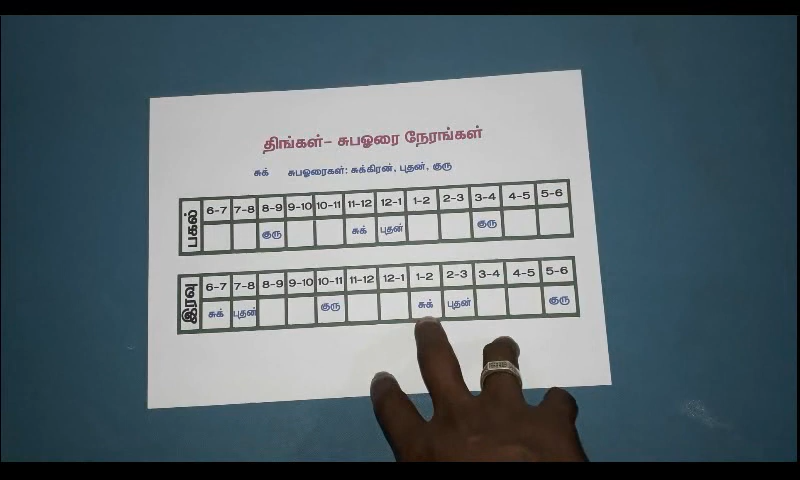 திங்கள்- சுபஓரை நேரங்கள்
சுக் சுபஓரைகள்: சுக்கிரன், புதன், குரு
பகல் 6-7 7-8 8-9 9-10 10-11 11-12 12-1 1-2 2-3 3-4 4-5 5-6
குரு சுக் புதன் குரு
இரவு 6-7 7-8 8-9 9-10 10-11 11-12 12-1 1-2 2-3 3-4 4-5 5-6
சுக் புதன் குரு சுக் புதன் குரு